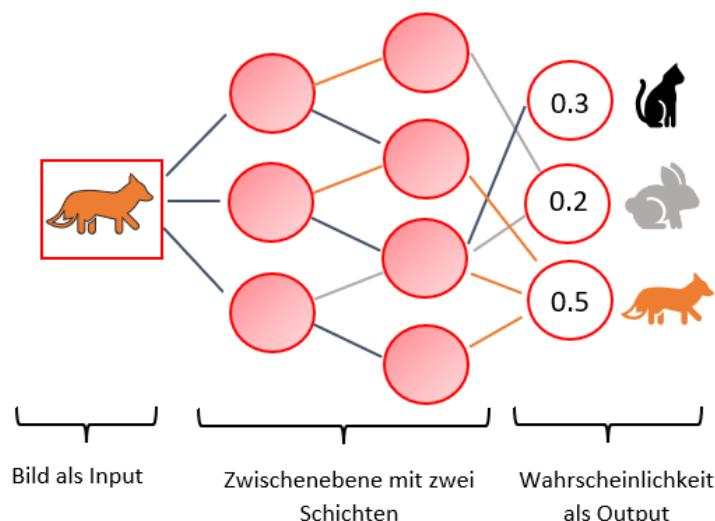 0.3
0.2
0.5
Bild als Input
Zwischenebene mit zwei
Schichten
Wahrscheinlichkeit
als Output